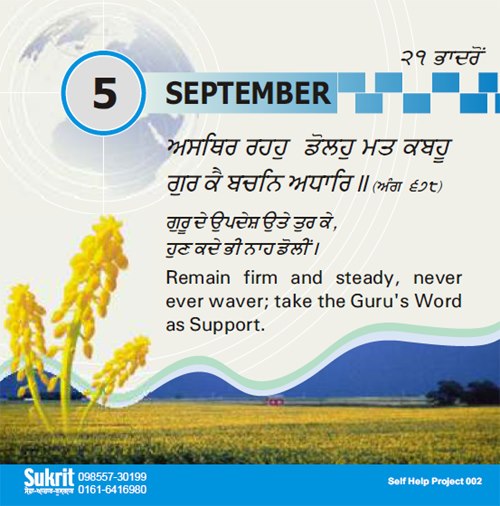 ੨੧ ਭਾਦਰੋਂ
5 SEPTEMBER
ਅਸਥਿਰ ਰਹਹੁ ਡੋਲਹੁ ਮਤ ਕਬਹੂ
ਗੁਰ ਕੈ ਬਚਨਿ ਅਧਾਰਿ ॥ (ਅੰਗ ੬੭੮)
ਗੁਰੂ ਦੇ ਉਪਦੇਸ਼ ਉਤੇ ਤੁਰ ਕੇ,
ਹੁਣ ਕਦੇ ਭੀ ਨਾਹ ਡੋਲੀਂ।
Remain firm and steady, never
ever waver; take the Guru's Word
as Support.
Sukrit 098557-30199
0161-6416980
Self Help Project 002